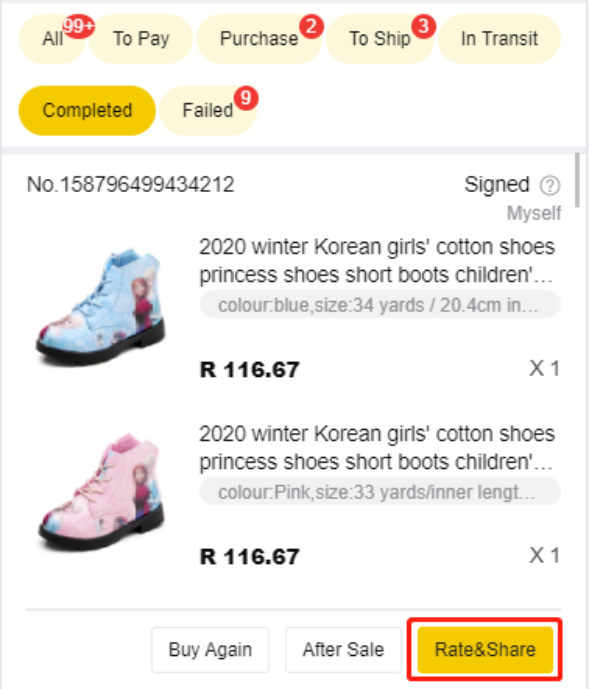 All 99+ To Pay Purchase 2 To Ship 3 In Transit
Completed Failed 9
No.158796499434212 Signed ?
Myself
2020 winter Korean girls' cotton shoes
princess shoes short boots children'...
colour:blue,size:34 yards / 20.4cm in...
R 116.67 X 1
2020 winter Korean girls' cotton shoes
princess shoes short boots children'...
colour:Pink,size:33 yards/inner lengt...
R 116.67 X 1
Buy Again After Sale Rate&Share